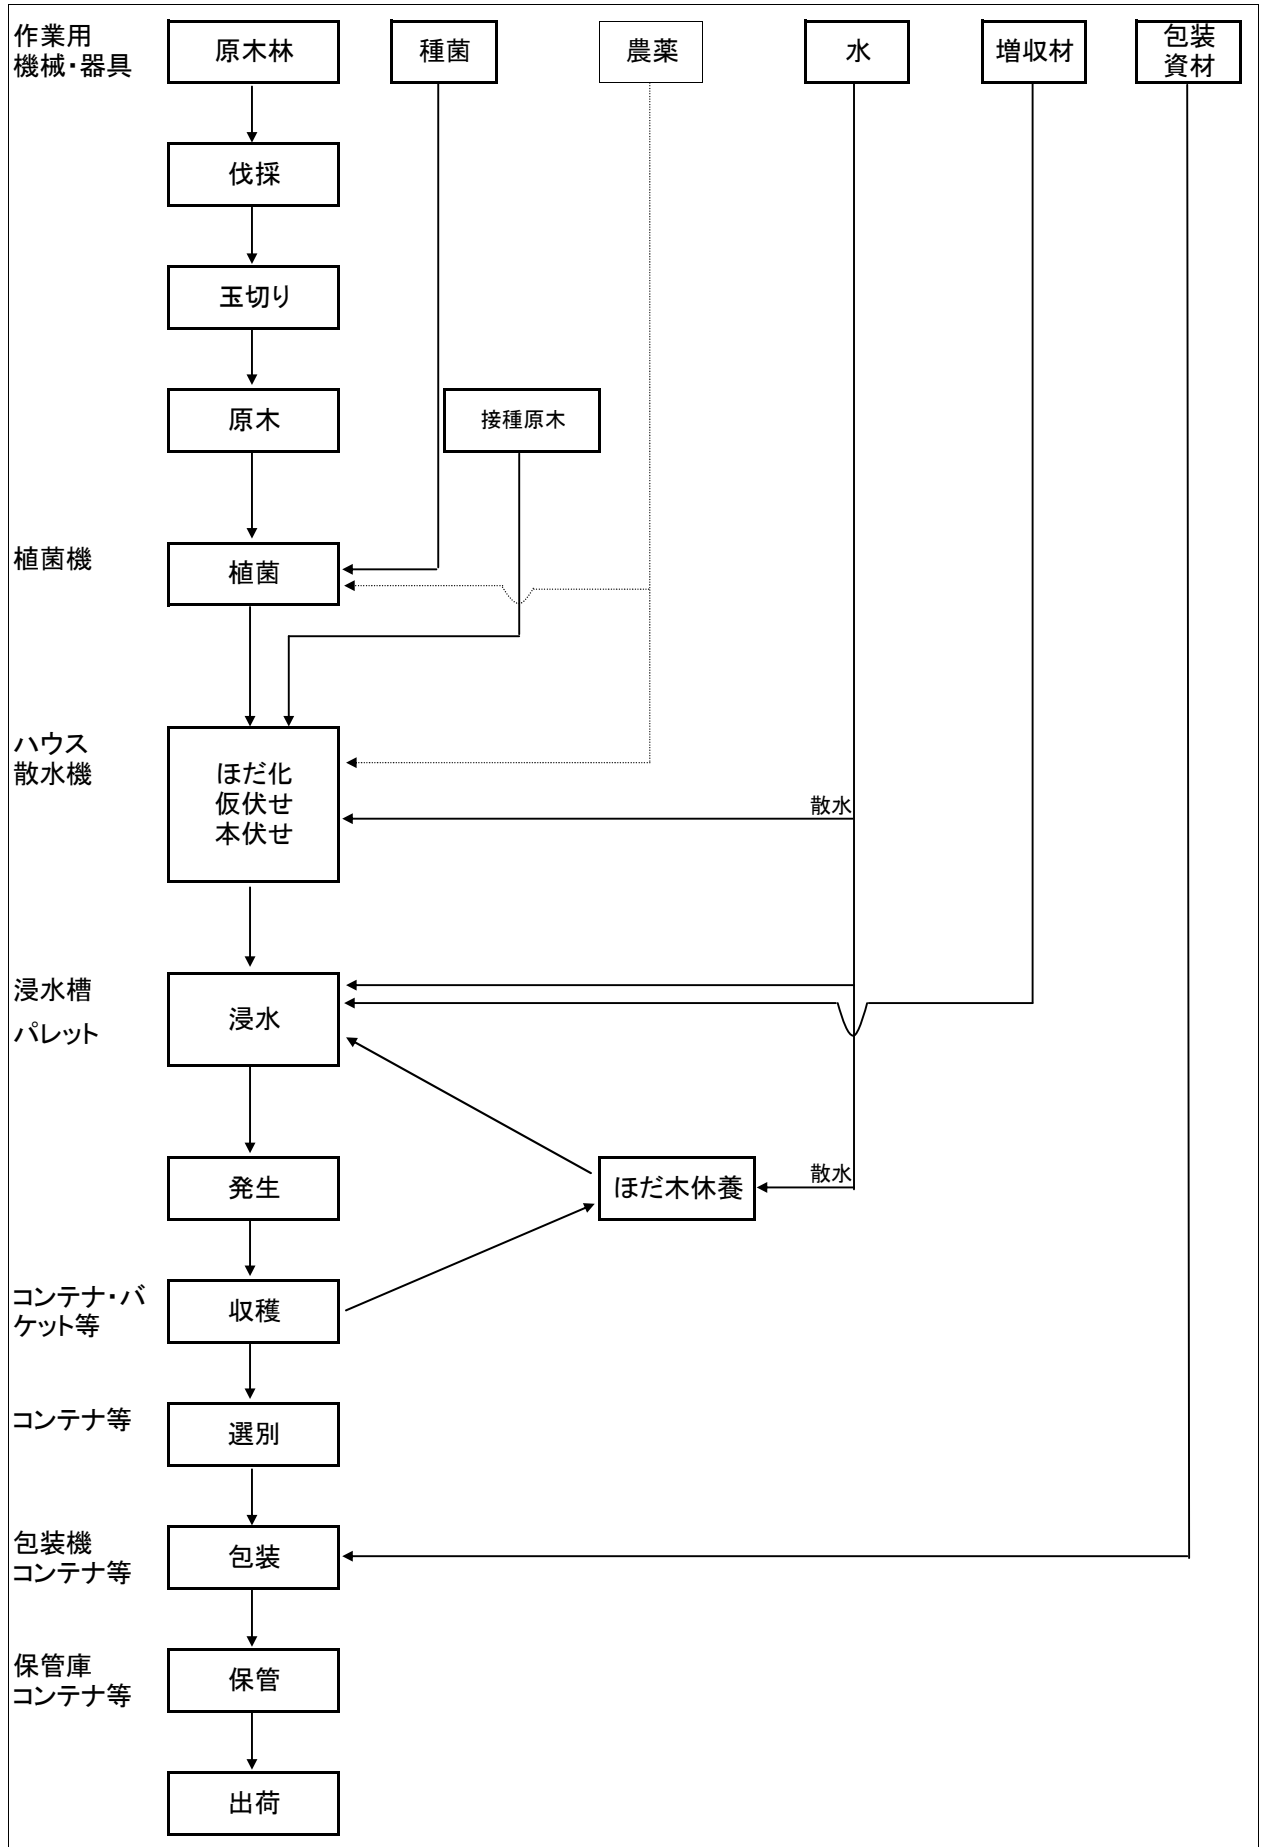 作業用
機械・器具
原木林
種菌
農薬
水
増収材
包装
資材
伐採
玉切り
原木
接種原木
植菌機
植菌
ハウス
散水機
ほだ化
仮伏せ
本伏せ
散水
浸水槽
パレット
浸水
発生
ほだ木休養
散水
コンテナ・バ
ケット等
収穫
コンテナ等
選別
包装機
コンテナ等
包装
保管庫
コンテナ等
保管
出荷